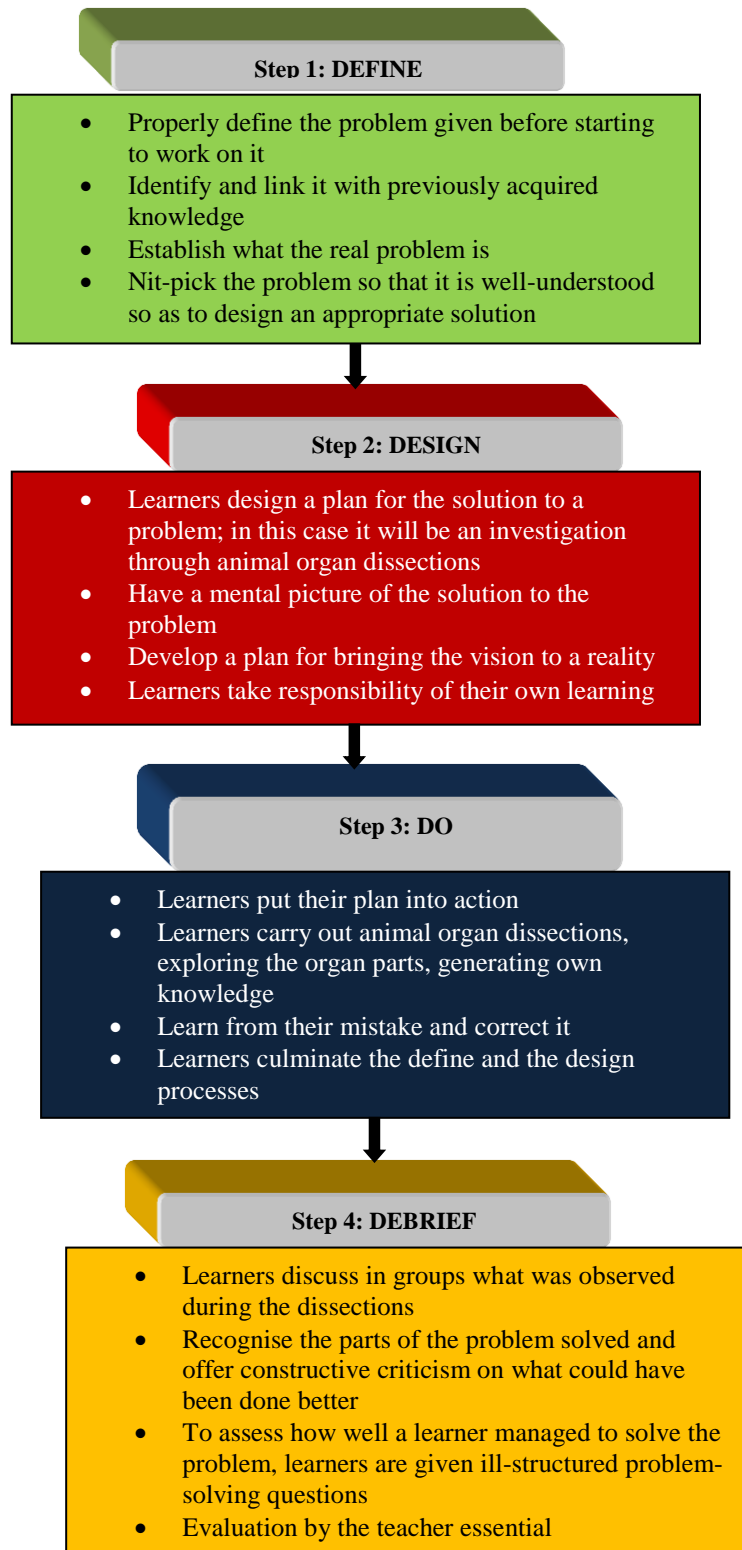 Step 1: DEFINE
• Properly define the problem given before starting
to work on it
• Identify and link it with previously acquired
knowledge
• Establish what the real problem is
• Nit-pick the problem so that it is well-understood
so as to design an appropriate solution
Step 2: DESIGN
• Learners design a plan for the solution to a
problem; in this case it will be an investigation
through animal organ dissections
• Have a mental picture of the solution to the
problem
• Develop a plan for bringing the vision to a reality
• Learners take responsibility of their own learning
Step 3: DO
• Learners put their plan into action
• Learners carry out animal organ dissections,
exploring the organ parts, generating own
knowledge
• Learn from their mistake and correct it
• Learners culminate the define and the design
processes
Step 4: DEBRIEF
• Learners discuss in groups what was observed
during the dissections
• Recognise the parts of the problem solved and
offer constructive criticism on what could have
been done better
• To assess how well a learner managed to solve the
problem, learners are given ill-structured problem-
solving questions
• Evaluation by the teacher essential